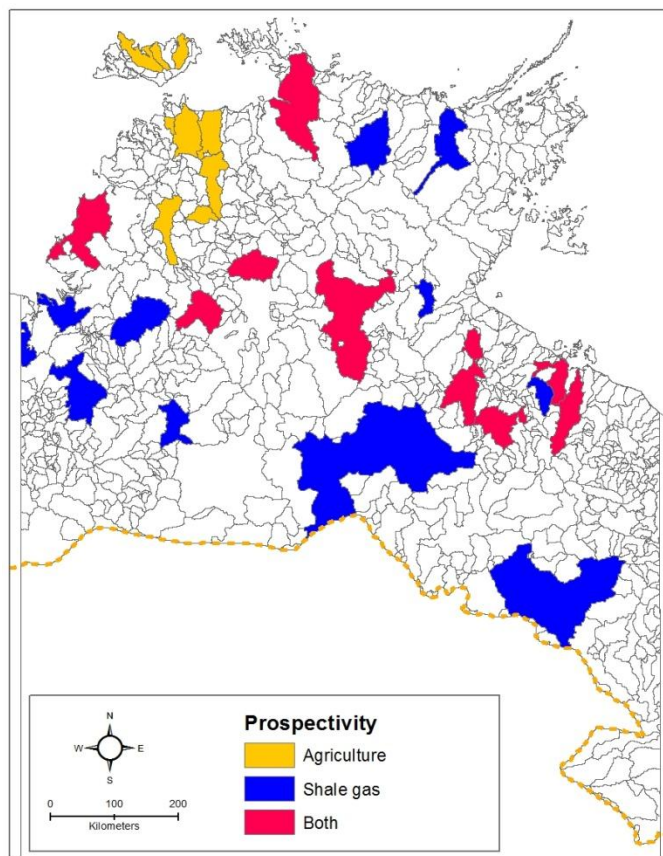 N
W E
S
0 100 200
Kilometers
Prospectivity
Agriculture
Shale gas
Both